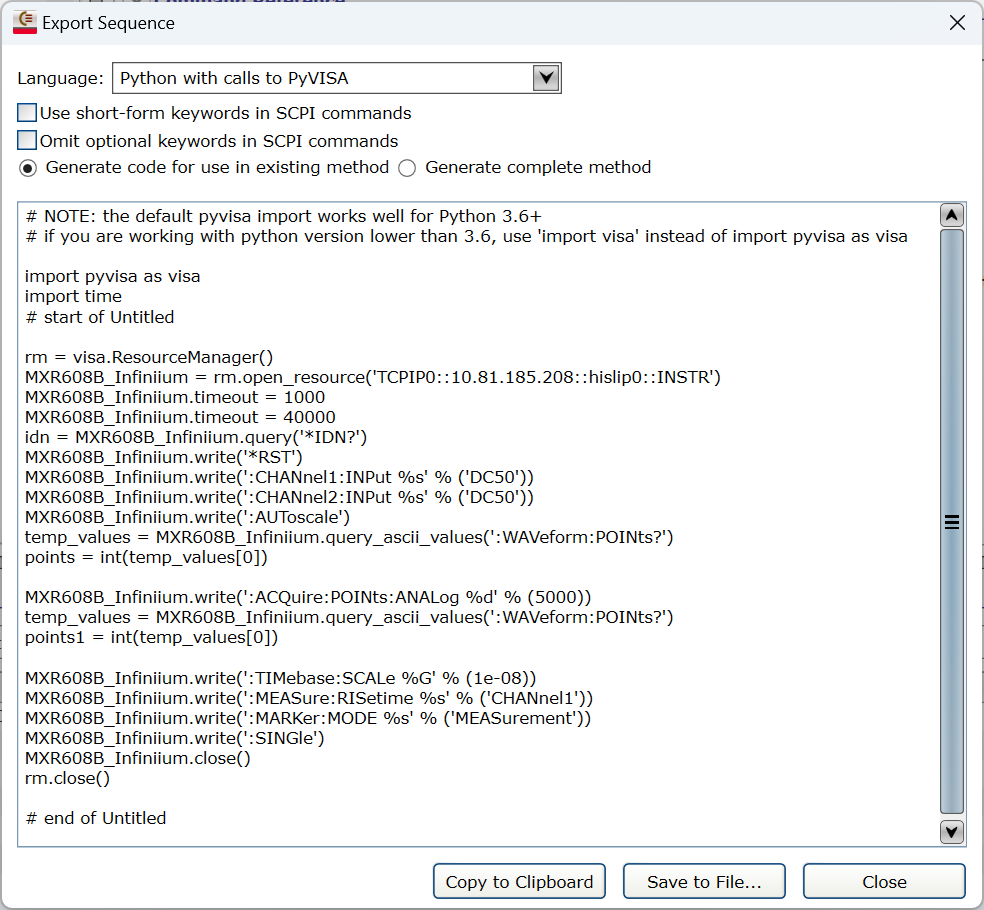 Export Sequence
Language: Python with calls to PyVISA
Use short-form keywords in SCPI commands
Omit optional keywords in SCPI commands
Generate code for use in existing method Generate complete method
# NOTE: the default pyvisa import works well for Python 3.6+
# if you are working with python version lower than 3.6, use 'import visa' instead of import pyvisa as visa
import pyvisa as visa
import time
# start of Untitled
rm = visa.ResourceManager()
MXR608B_Infiniium = rm.open_resource('TCPIP0::10.81.185.208::hislip0::INSTR')
MXR608B_Infiniium.timeout = 1000
MXR608B_Infiniium.timeout = 40000
idn = MXR608B_Infiniium.query('*IDN?')
MXR608B_Infiniium.write('*RST')
MXR608B_Infiniium.write(':CHANnel1:INPut %s' % ('DC50'))
MXR608B_Infiniium.write(':CHANnel2:INPut %s' % ('DC50'))
MXR608B_Infiniium.write(':AUToscale')
temp_values = MXR608B_Infiniium.query_ascii_values(':WAVeform:POINts?')
points = int(temp_values[0])
MXR608B_Infiniium.write(':ACQuire:POINts:ANALog %d' % (5000))
temp_values = MXR608B_Infiniium.query_ascii_values(':WAVeform:POINts?')
points1 = int(temp_values[0])
MXR608B_Infiniium.write(':TIMebase:SCALe %G' % (1e-08))
MXR608B_Infiniium.write(':MEASure:RISetime %s' % ('CHANnel1'))
MXR608B_Infiniium.write(':MARKer:MODE %s' % ('MEASurement'))
MXR608B_Infiniium.write(':SINGle')
MXR608B_Infiniium.close()
rm.close()
# end of Untitled
Copy to Clipboard Save to File... Close